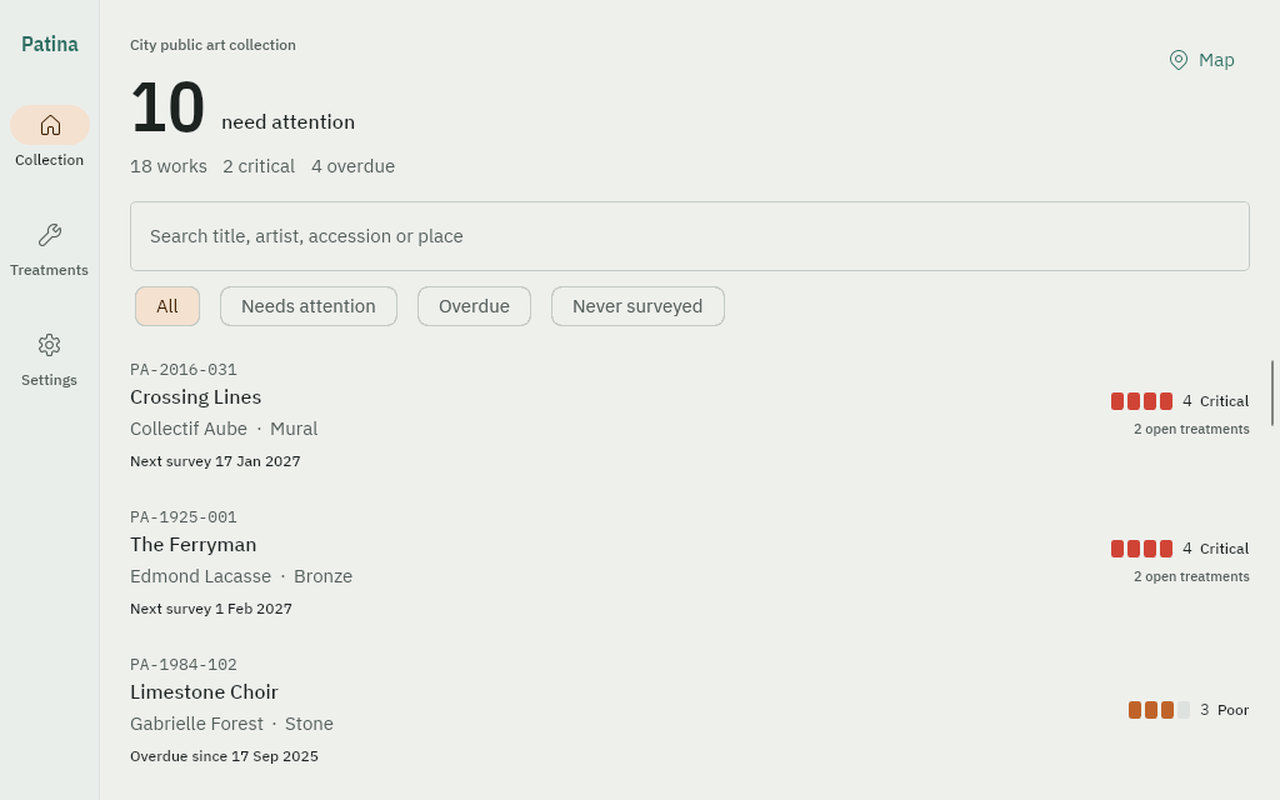 Patina
Collection
Treatments
Settings
City public art collection
Map
10 need attention
18 works 2 critical 4 overdue
Search title, artist, accession or place
All Needs attention Overdue Never surveyed
PA-2016-031
Crossing Lines
Collectif Aube · Mural
Next survey 17 Jan 2027
4 Critical
2 open treatments
PA-1925-001
The Ferryman
Edmond Lacasse · Bronze
Next survey 1 Feb 2027
4 Critical
2 open treatments
PA-1984-102
Limestone Choir
Gabrielle Forest · Stone
Overdue since 17 Sep 2025
3 Poor